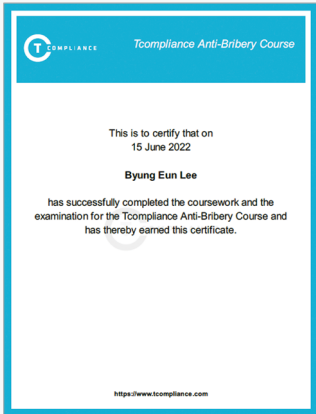 TCOMPLIANCE
Tcompliance Anti-Bribery Course
This is to certify that on
15 June 2022
Byung Eun Lee
has successfully completed the coursework and the
examination for the Tcompliance Anti-Bribery Course and
has thereby earned this certificate.
https://www.tcompliance.com